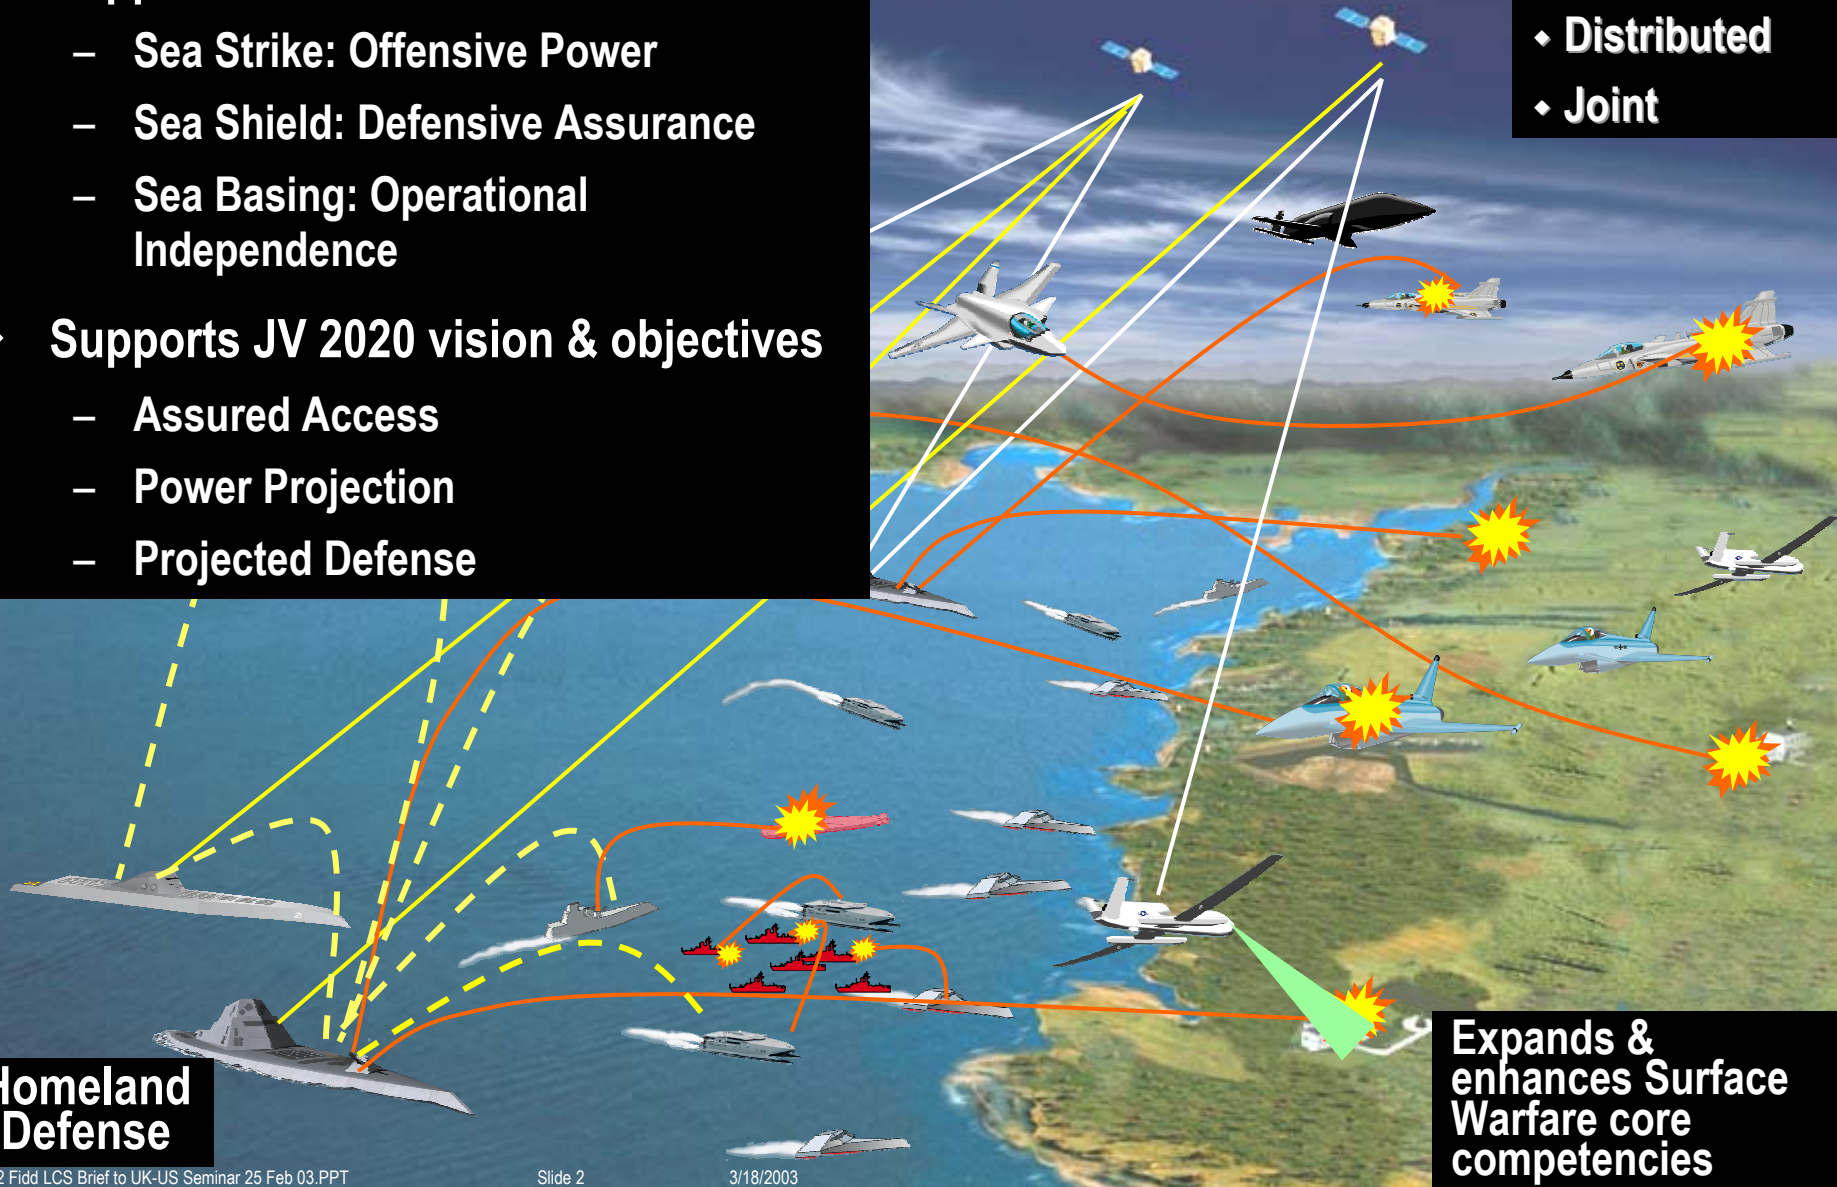 – Sea Strike: Offensive Power
– Sea Shield: Defensive Assurance
– Sea Basing: Operational
Independence
Supports JV 2020 vision & objectives
– Assured Access
– Power Projection
– Projected Defense
◆ Distributed
◆ Joint
Homeland
Defense
Expands &
enhances Surface
Warfare core
competencies
2 Fidd LCS Brief to UK-US Seminar 25 Feb 03.PPT
Slide 2
3/18/2003